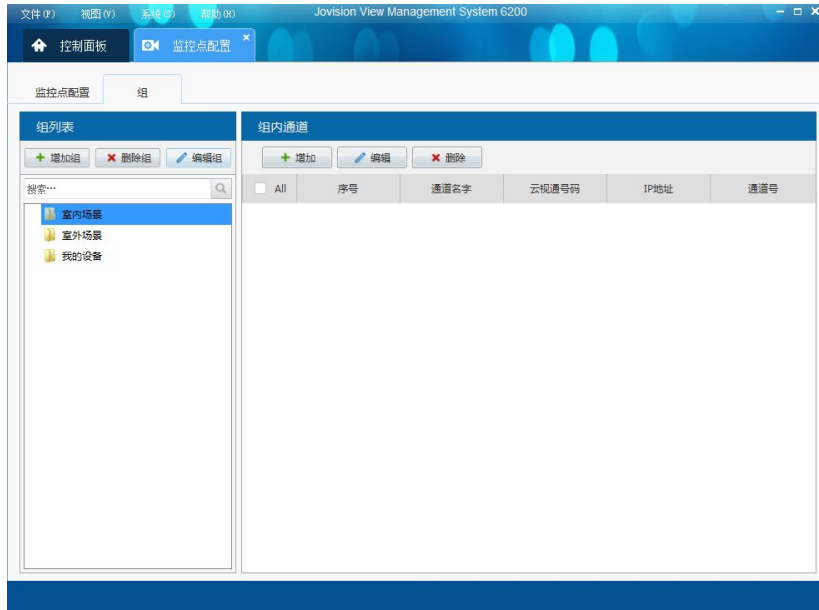 文件(F) 视图(V) 系统(C) 帮助(H) Jovision View Management System 6200
控制面板 监控点配置
监控点配置 组
组列表 组内通道
增加组 删除组 编辑组 增加 编辑 删除
搜索…
All 序号 通道名字 云视通号码 IP地址 通道号
室内场景
室外场景
我的设备